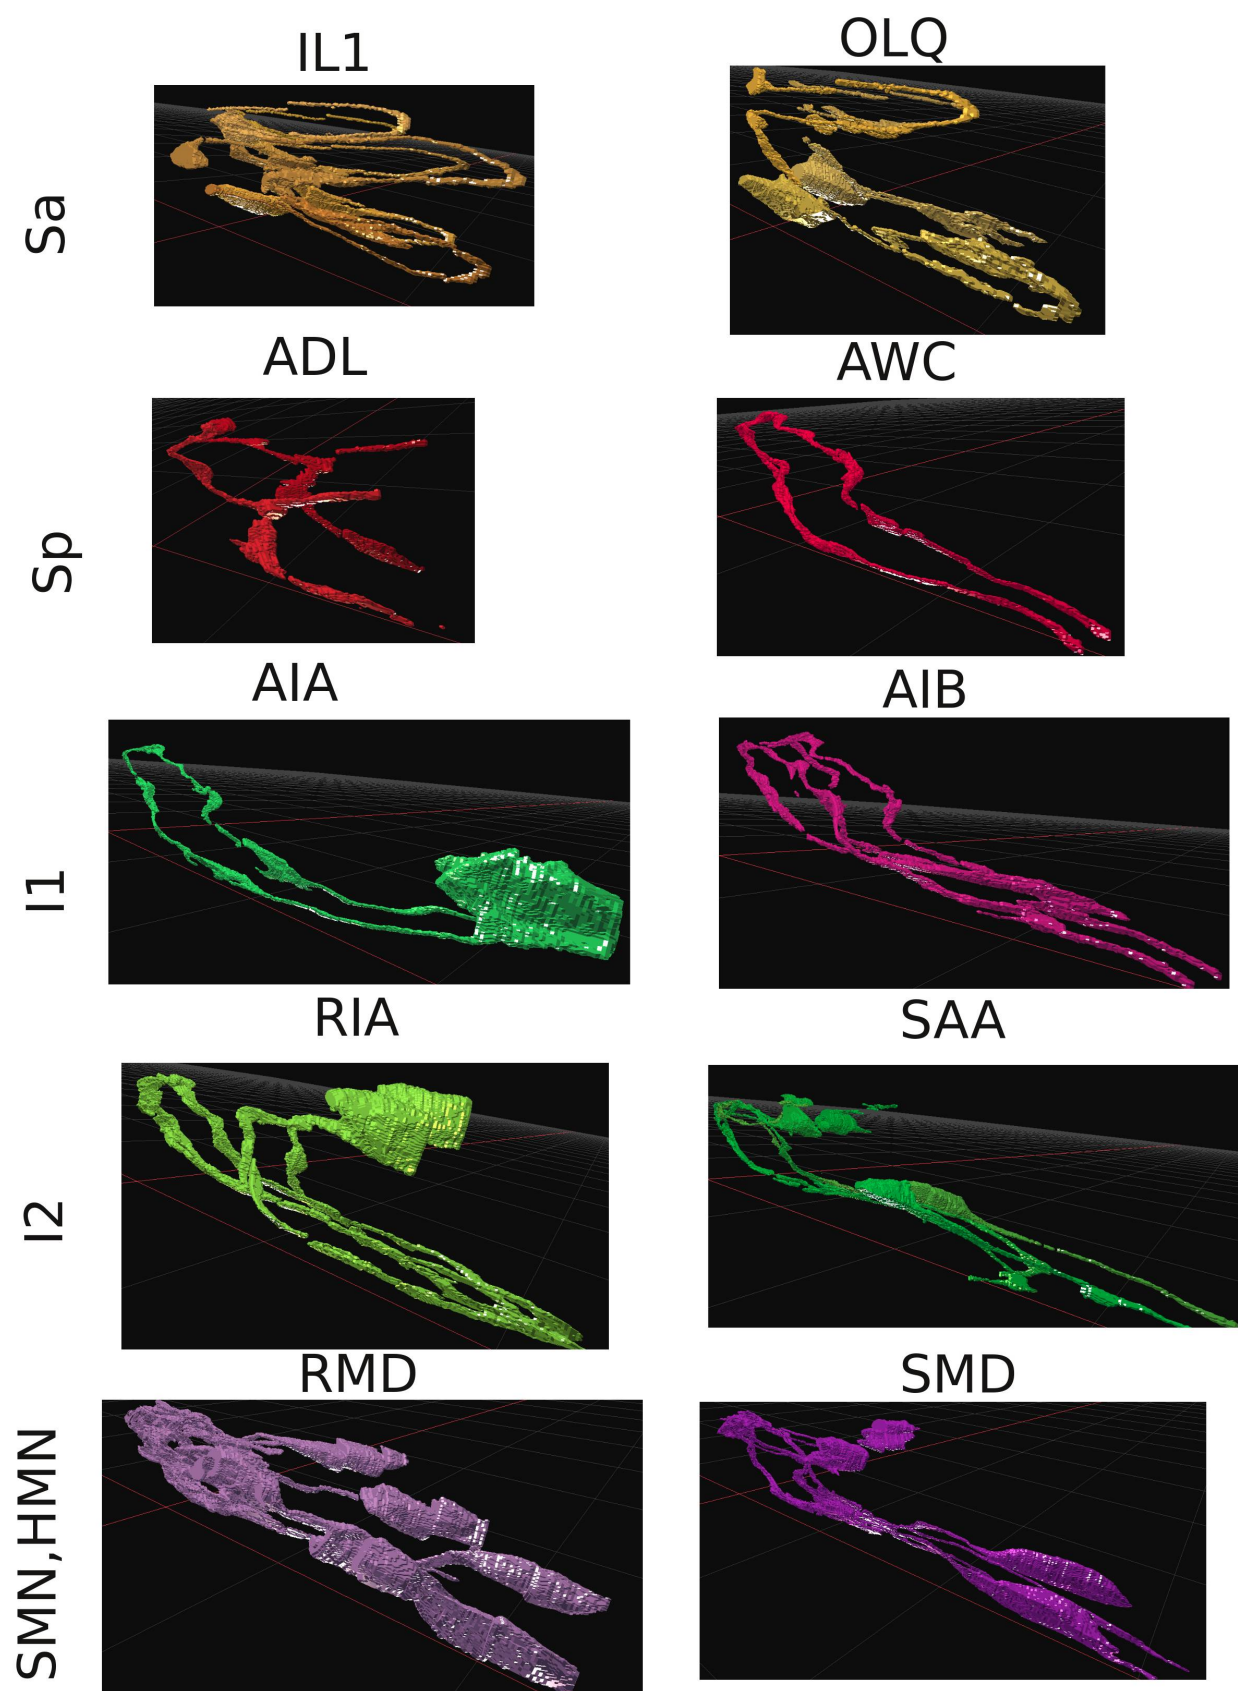 IL1
OLQ
Sa
ADL
AWC
Sp
AIA
AIB
I1
RIA
SAA
I2
RMD
SMD
SMN,HMN